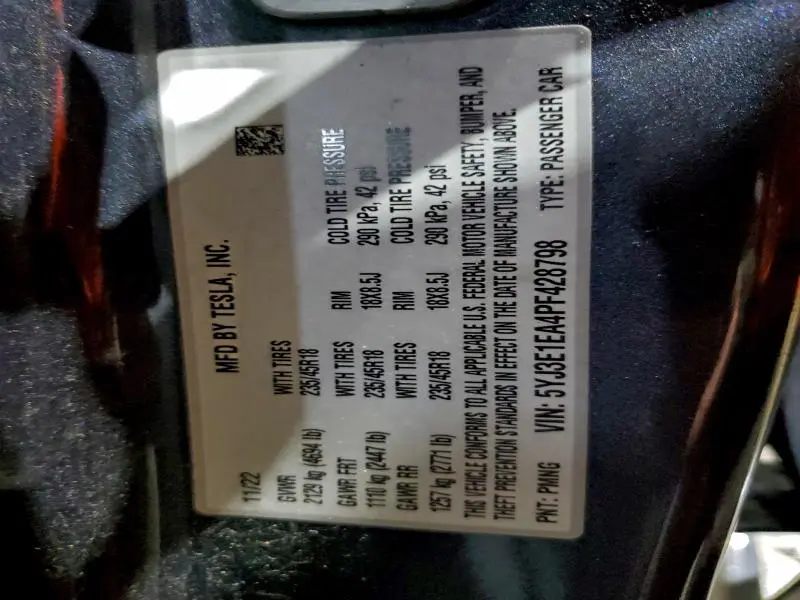 MFD BY TESLA, INC.
11/22
GVWR WITH TIRES
2129 kg (4694 lb) 235/45R18
GAWR FRT WITH TIRES RIM COLD TIRE PRESSURE
1110 kg (2447 lb) 235/45R18 18X8.5J 290 kPa, 42 psi
GAWR RR WITH TIRES RIM COLD TIRE PRESSURE
1257 kg (2771 lb) 235/45R18 18X8.5J 290 kPa, 42 psi
THIS VEHICLE CONFORMS TO ALL APPLICABLE U.S. FEDERAL MOTOR VEHICLE SAFETY, BUMPER, AND
THEFT PREVENTION STANDARDS IN EFFECT ON THE DATE OF MANUFACTURE SHOWN ABOVE.
PNT: PMNG VIN: 5YJ3E1EA4PF428798 TYPE: PASSENGER CAR